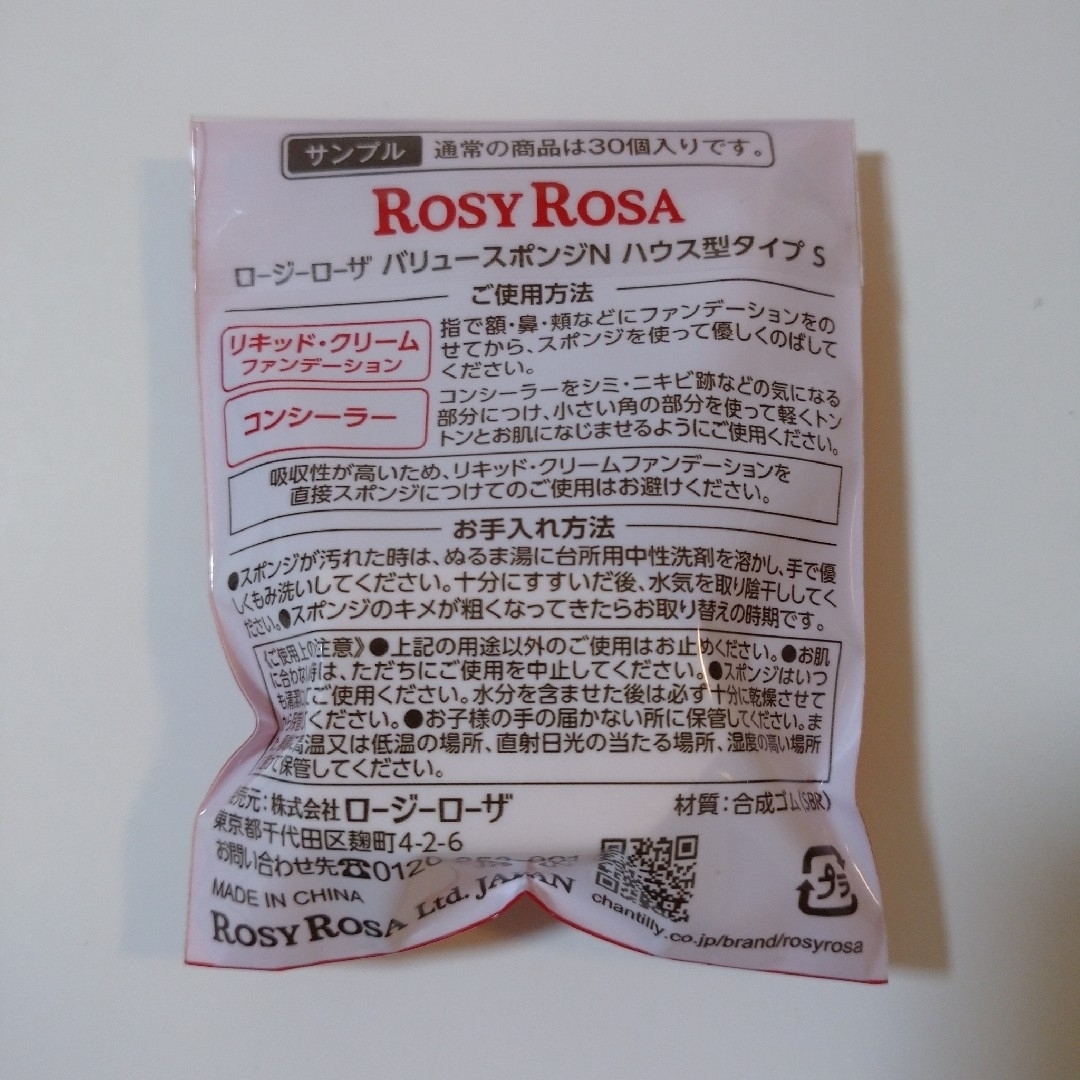 サンプル 通常の商品は30個入りです。
ROSY ROSA
ロージーローザ バリュースポンジN ハウス型タイプ S
ご使用方法
リキッド・クリーム
ファンデーション
指で額・鼻・頬などにファンデーションをの
せてから、スポンジを使って優しくのばして
ください。
コンシーラー
コンシーラーをシミ・ニキビ跡などの気になる
部分につけ、小さい角の部分を使って軽くトン
トンとお肌になじませるようにご使用ください。
吸収性が高いため、リキッド・クリームファンデーションを
直接スポンジにつけてのご使用はお避けください。
お手入れ方法
●スポンジが汚れた時は、ぬるま湯に台所用中性洗剤を溶かし、手で優
しくもみ洗いしてください。十分にすすいだ後、水気を取り陰干ししてく
ださい。●スポンジのキメが粗くなってきたらお取り替えの時期です。
《ご使用上の注意》●上記の用途以外のご使用はお止めください。●お肌
に合わない時は、ただちにご使用を中止してください。●スポンジはいつ
も清潔にご使用ください。水分を含ませた後は必ず十分に乾燥させて
から保管ください。●お子様の手の届かない所に保管してください。ま
高温又は低温の場所、直射日光の当たる場所、湿度の高い場所
て保管してください。
売元:株式会社 ロージーローザ
材質:合成ゴム(SBR)
東京都千代田区麹町4-2-6
お問い合わせ先☎0120
MADE IN CHINA
ROSY ROSA Ltd. JAPAN
プラ
chantilly.co.jp/brand/rosyrosa